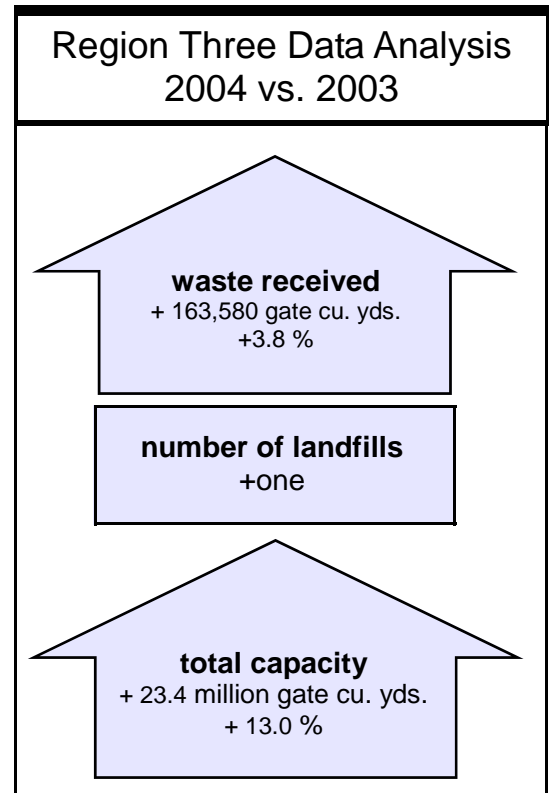 Region Three Data Analysis
2004 vs. 2003
waste received
+ 163,580 gate cu. yds.
+3.8 %
number of landfills
+one
total capacity
+ 23.4 million gate cu. yds.
+ 13.0 %